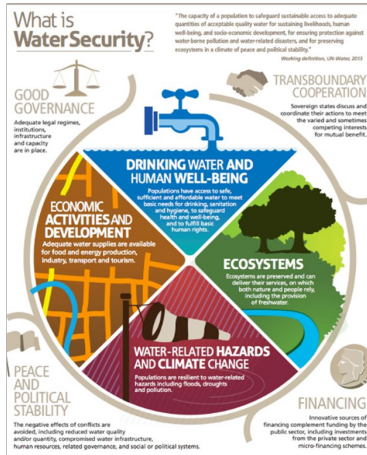 What is
Water Security?
"The capacity of a population to safeguard sustainable access to adequate
quantities of acceptable quality water for sustaining livelihoods, human
well-being, and socio-economic development, for ensuring protection against
water-borne pollution and water-related disasters, and for preserving
ecosystems in a climate of peace and political stability."
Working definition, UN-Water, 2013
GOOD
GOVERNANCE
Adequate legal regimes,
institutions,
infrastructure
and capacity
are in place.
TRANSBOUNDARY
COOPERATION
Sovereign states discuss and
coordinate their actions to meet
the varied and sometimes
competing interests
for mutual benefit.
DRINKING WATER AND
HUMAN WELL-BEING
Populations have access to safe,
sufficient and affordable water to meet
basic needs for drinking, sanitation
and hygiene, to safeguard
health and well-being,
and to fulfill basic
human rights.
ECONOMIC
ACTIVITIES AND
DEVELOPMENT
Adequate water supplies are available
for food and energy production,
industry, transport and tourism.
ECOSYSTEMS
Ecosystems are preserved and can
deliver their services, on which
both nature and people rely,
including the provision
of freshwater.
WATER-RELATED HAZARDS
AND CLIMATE CHANGE
Populations are resilient to water-related
hazards including floods, droughts
and pollution.
PEACE
AND
POLITICAL
STABILITY
The negative effects of conflicts are
avoided, including reduced water quality
and/or quantity, compromised water infrastructure,
human resources, related governance, and social or political systems.
FINANCING
Innovative sources of
financing complement funding by the
public sector, including investments
from the private sector and
micro-financing schemes.